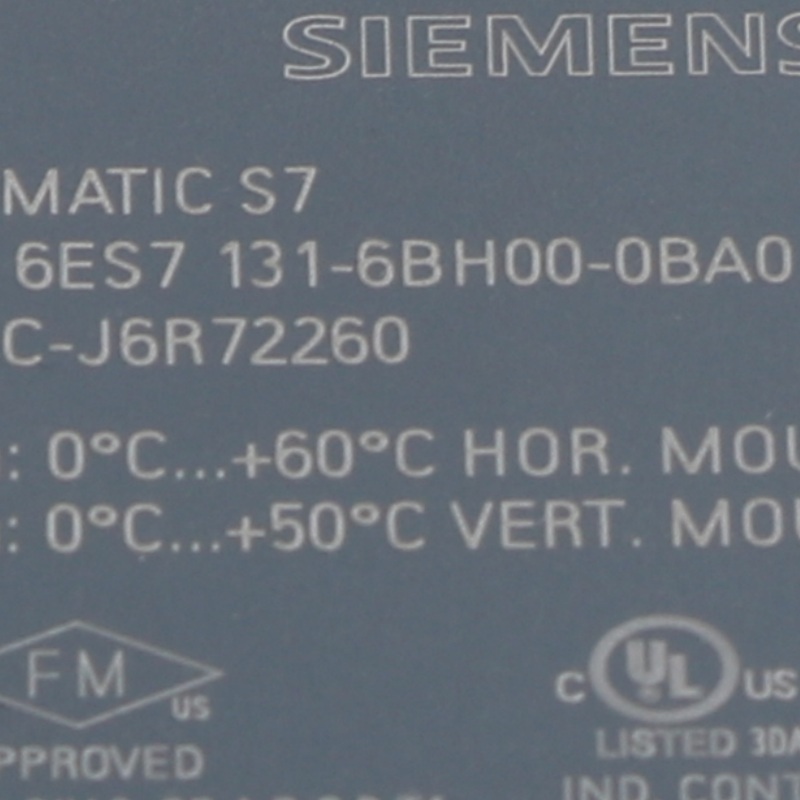 SIEMENS
MATIC S7
6ES7 131-6BH00-0BA0
C-J6R72260
: 0°C...+60°C HOR. MOU
: 0°C...+50°C VERT. MOU
FM
US
C UL US
PPROVED
LISTED 30A
IND. CONT